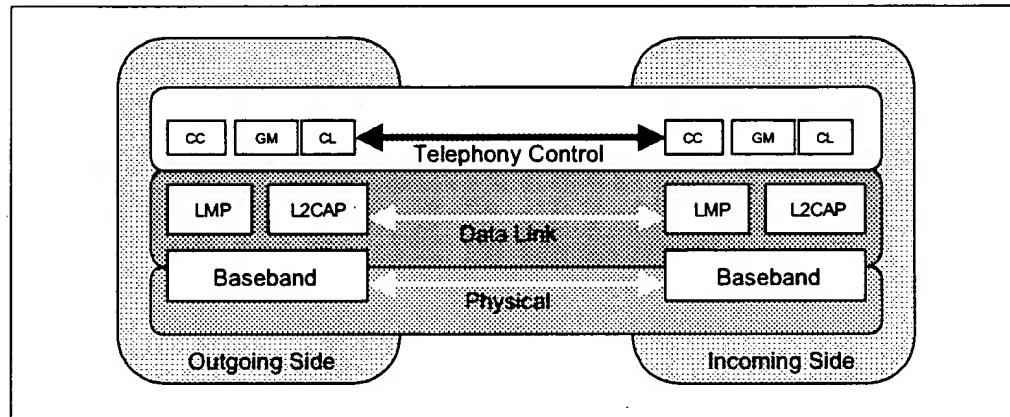 CC GM CL CC GM CL
Telephony Control
LMP L2CAP LMP L2CAP
Data Link
Baseband Baseband
Physical
Outgoing Side Incoming Side